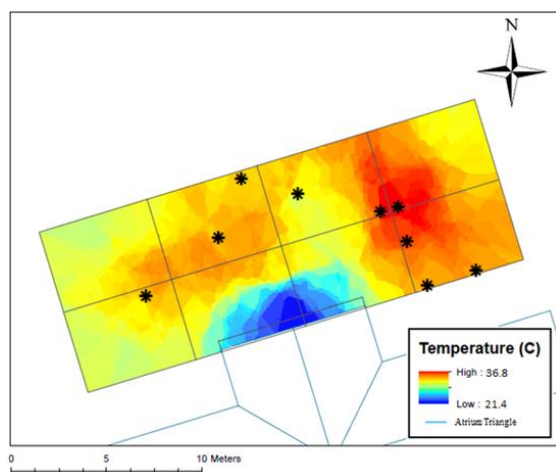 N
Temperature (C)
High : 36.8
Low : 21.4
Atrium Triangle
0 5 10 Meters